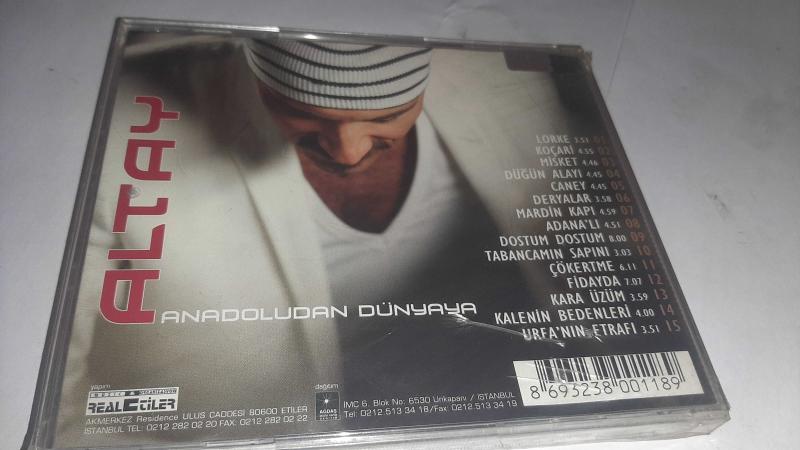 ALTAY
ANADOLUDAN DÜNYAYA
LORKE 3.51 01
KOÇARİ 4.55 02
MİSKET 4.46 03
DÜĞÜN ALAYI 4.45 04
CANEY 4.45 05
DERYALAR 3.58 06
MARDİN KAPI 4.59 07
ADANA'LI 4.51 08
DOSTUM DOSTUM 8.00 09
TABANCAMIN SAPINI 3.03 10
ÇÖKERTME 6.11 11
FİDAYDA 7.07 12
KARA ÜZÜM 3.59 13
KALENİN BEDENLERİ 4.00 14
URFA'NIN ETRAFI 3.51 15
8 693238 001189
yapım
REAL ETİLER
AKMERKEZ Residence ULUS CADDESİ 80600 ETİLER
İSTANBUL TEL: 0212 282 02 20 FAX: 0212 282 02 22
dağıtım
AGDAŞ
İMC 6. Blok No: 6530 Unkapanı / İSTANBUL
Tel: 0212.513 34 18/Fax: 0212.513 34 19